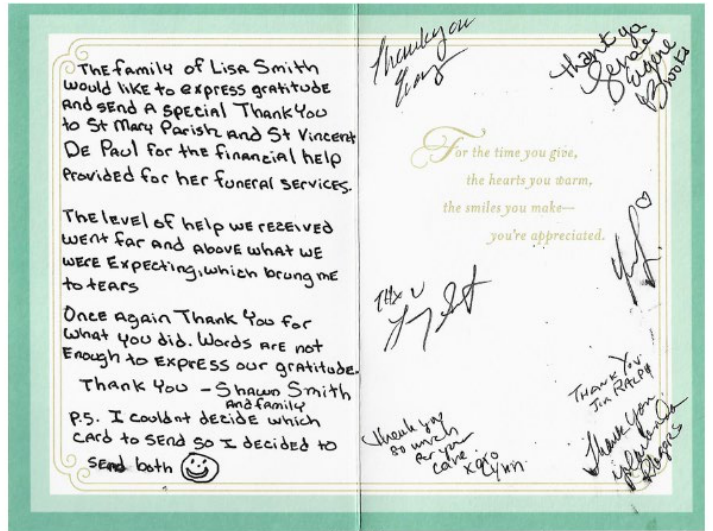 The family of Lisa Smith
would like to express gratitude
and send a special Thank You
to St Mary Parish and St Vincent
De Paul for the financial help
Provided for her funeral services.
The level of help we received
went far and above what we
were Expecting, which brung me
to tears
Once Again Thank You for
what you did. Words are not
Enough to Express our gratitude.
Thank You - Shawn Smith
and family
P.S. I couldnt decide which
card to send so I decided to
send both
Thank you
Thank ya
Eugene
Brooks
For the time you give,
the hearts you warm,
the smiles you make—
you're appreciated.
THX U
Thank You
Jim RALPH
Thank you
so much
for your
care.
xoxo
Lynn
Thank you